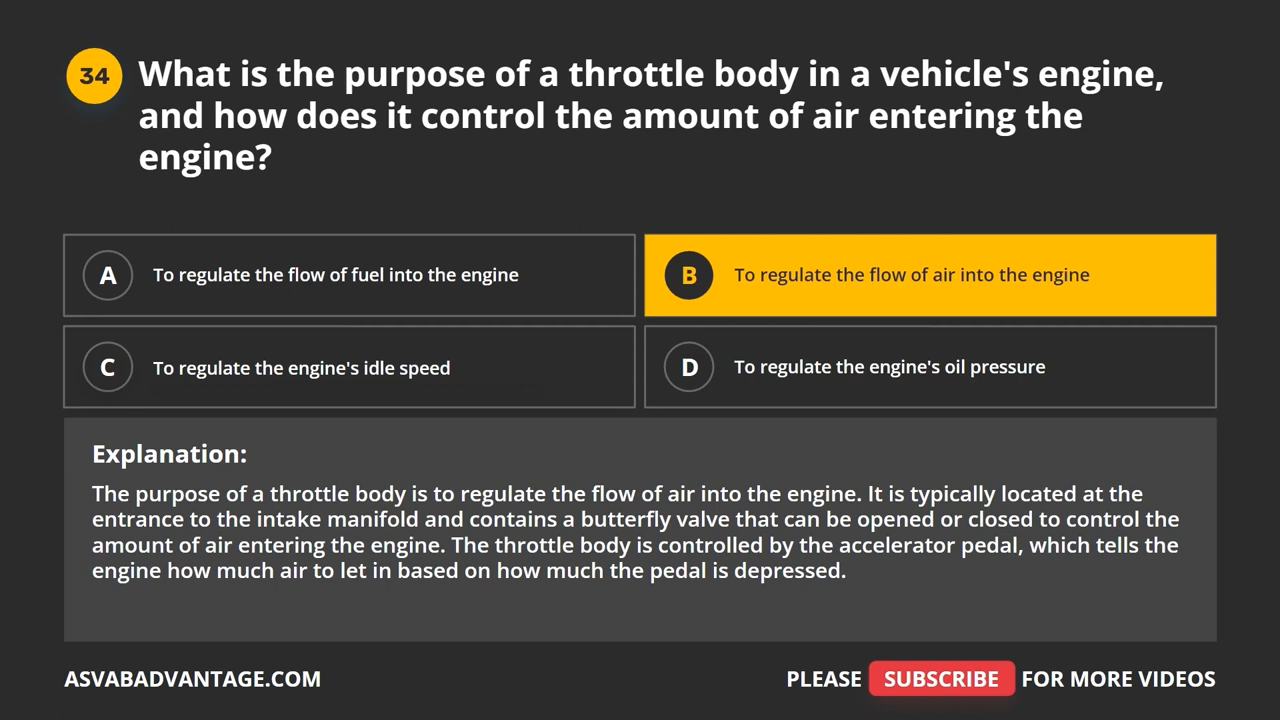 34
What is the purpose of a throttle body in a vehicle's engine,
and how does it control the amount of air entering the
engine?
A To regulate the flow of fuel into the engine
B To regulate the flow of air into the engine
C To regulate the engine's idle speed
D To regulate the engine's oil pressure
Explanation:
The purpose of a throttle body is to regulate the flow of air into the engine. It is typically located at the
entrance to the intake manifold and contains a butterfly valve that can be opened or closed to control the
amount of air entering the engine. The throttle body is controlled by the accelerator pedal, which tells the
engine how much air to let in based on how much the pedal is depressed.
ASVABADVANTAGE.COM
PLEASE SUBSCRIBE FOR MORE VIDEOS